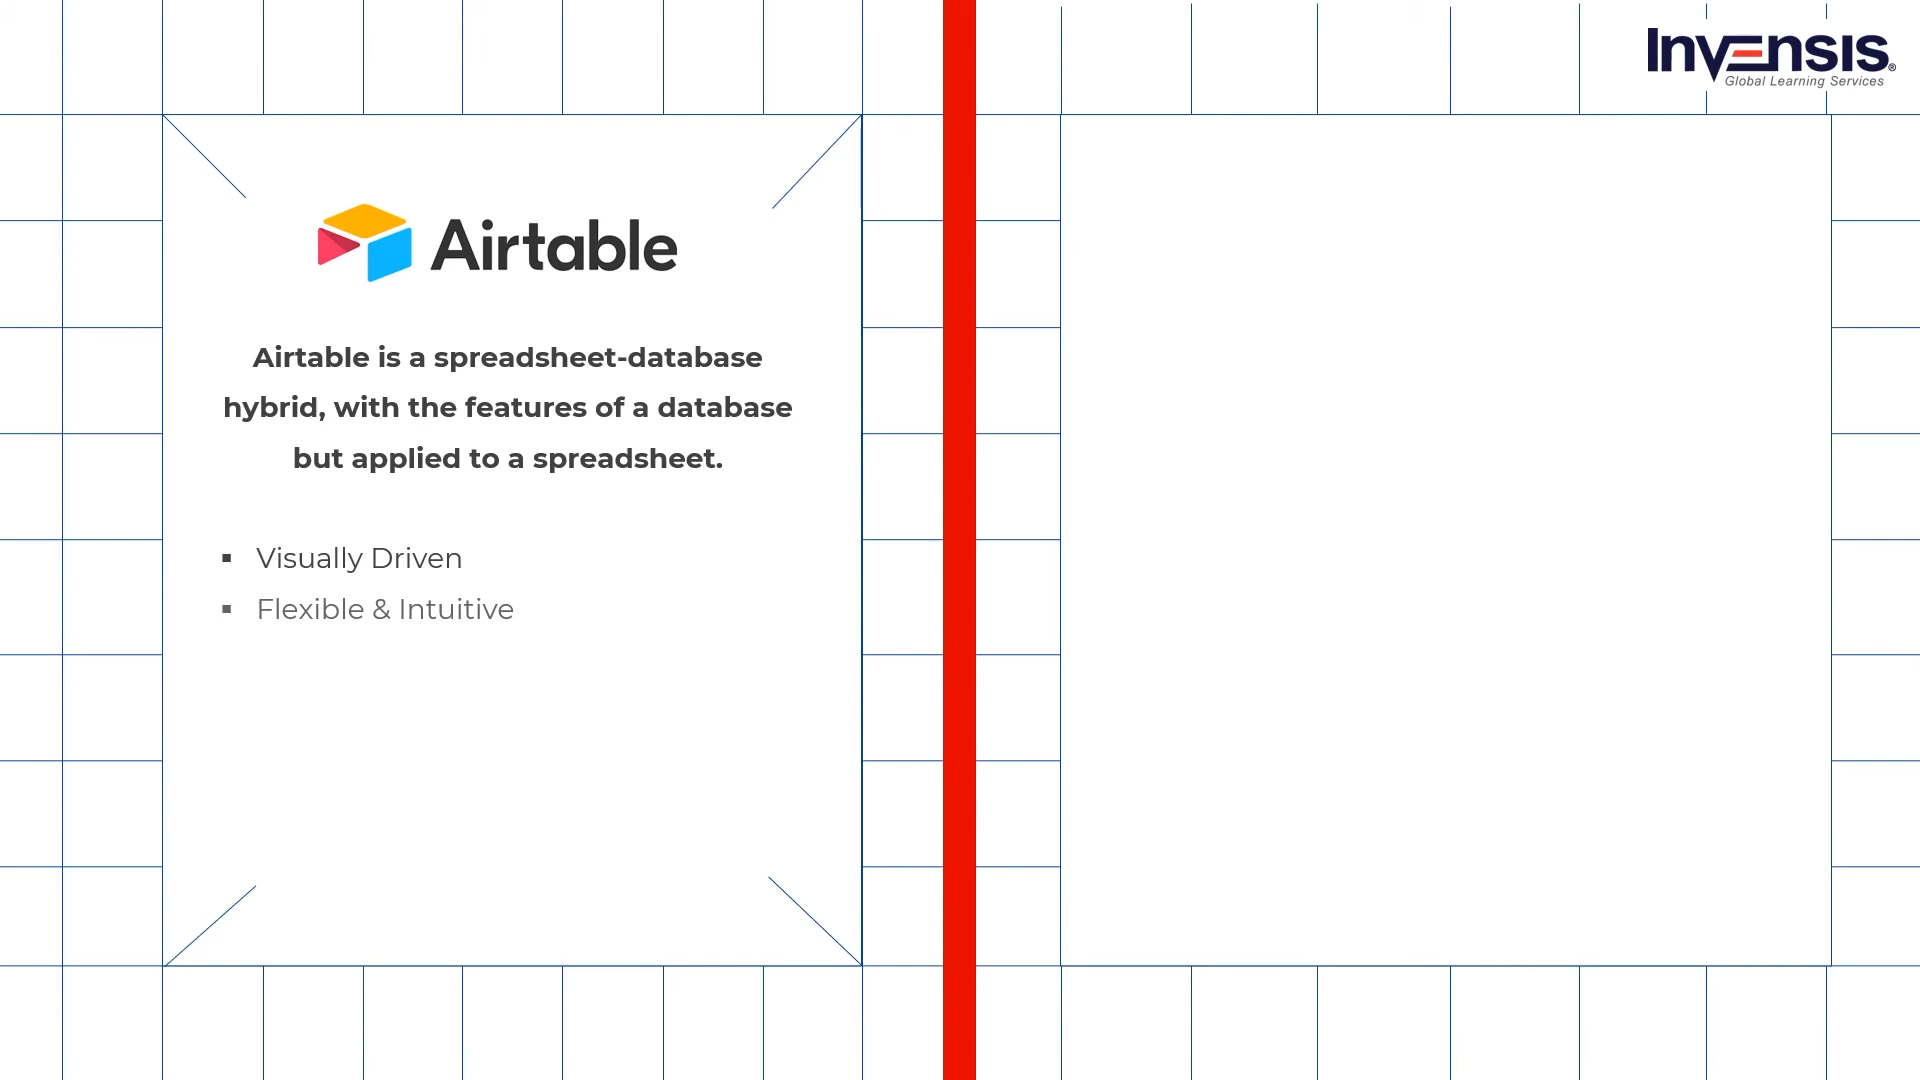 Invensis®
Global Learning Services
Airtable
Airtable is a spreadsheet-database
hybrid, with the features of a database
but applied to a spreadsheet.
▪ Visually Driven
▪ Flexible & Intuitive